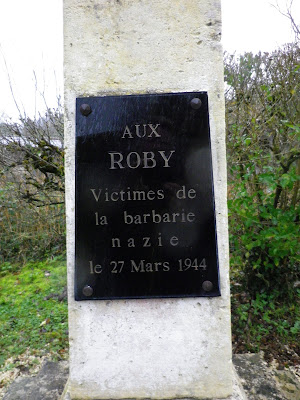 AUX
ROBY
Victimes de
la barbarie
nazie
le 27 Mars 1944